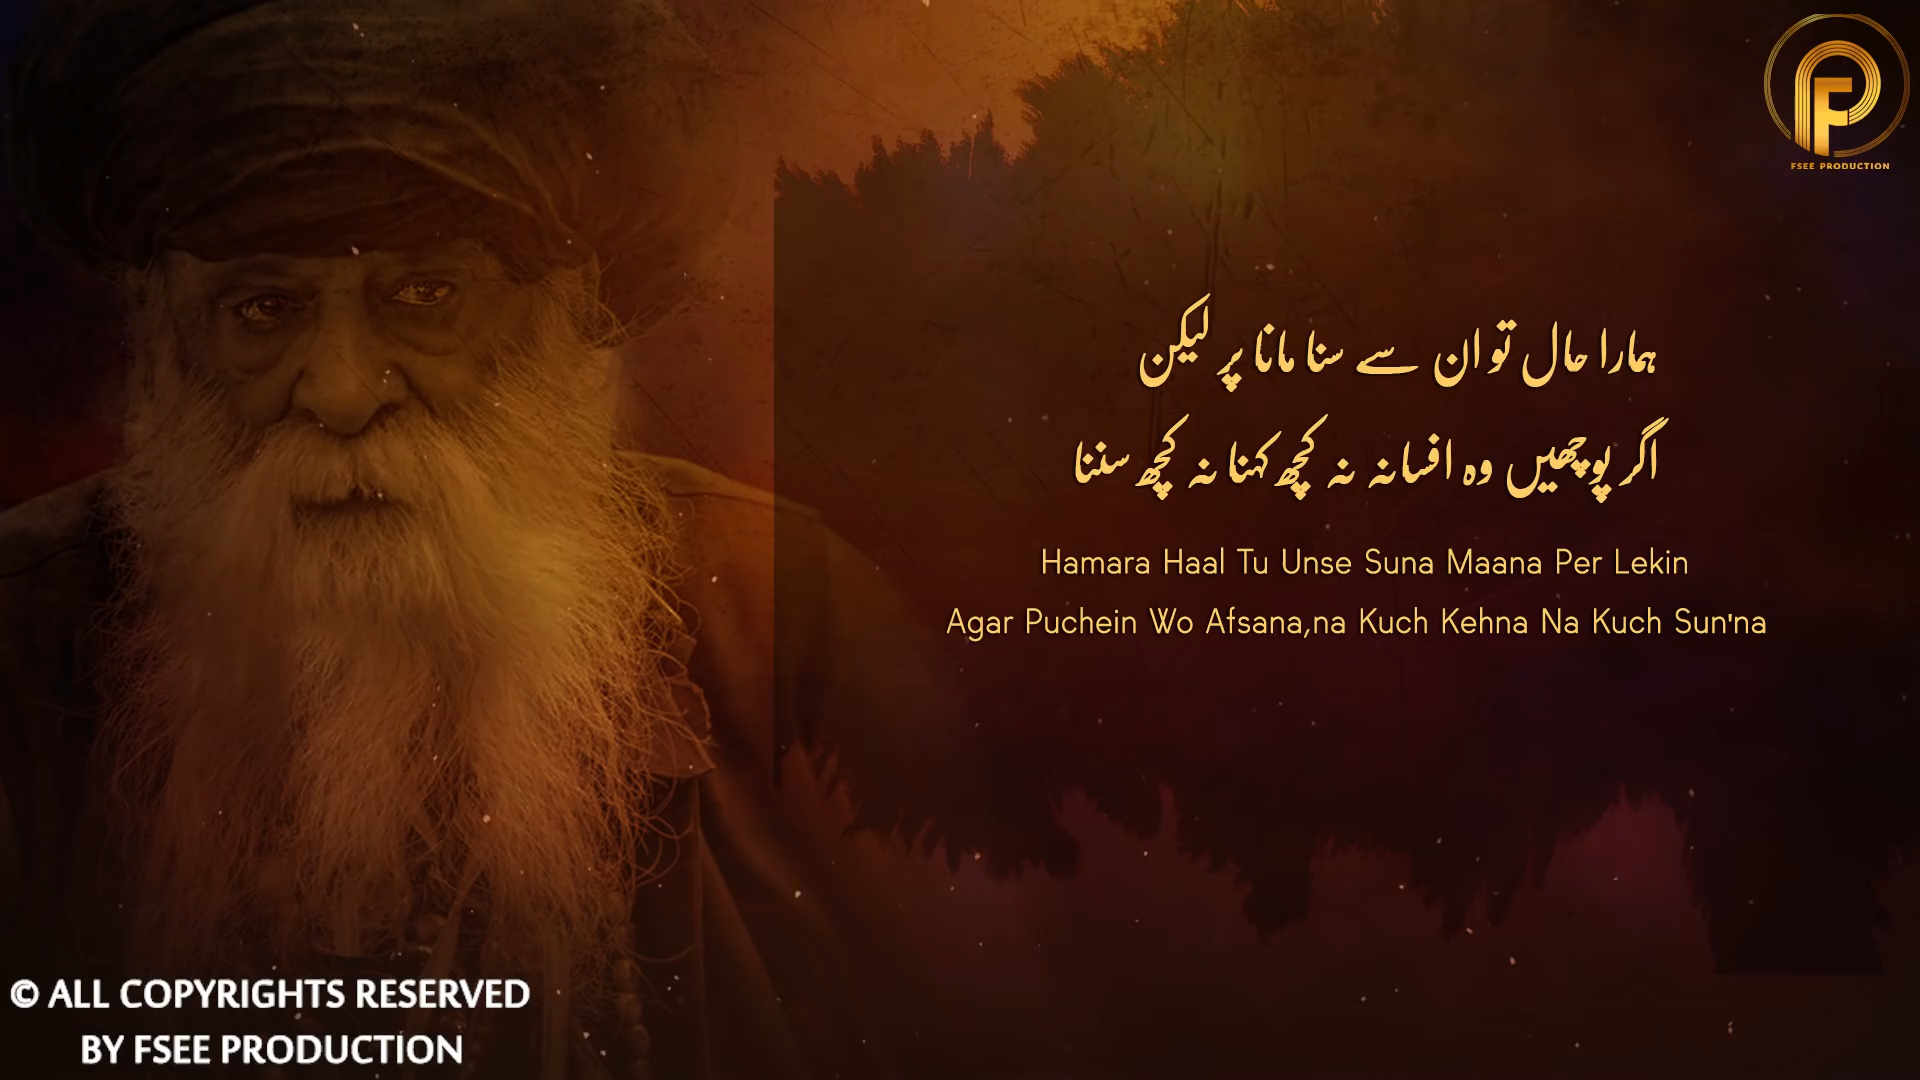 FSEE PRODUCTION
ہمارا حال تو ان سے سنا مانا پر لیکن
اگر پوچھیں وہ افسانہ نہ کچھ کہنا نہ کچھ سننا
Hamara Haal Tu Unse Suna Maana Per Lekin
Agar Puchein Wo Afsana,na Kuch Kehna Na Kuch Sun'na
© ALL COPYRIGHTS RESERVED
BY FSEE PRODUCTION